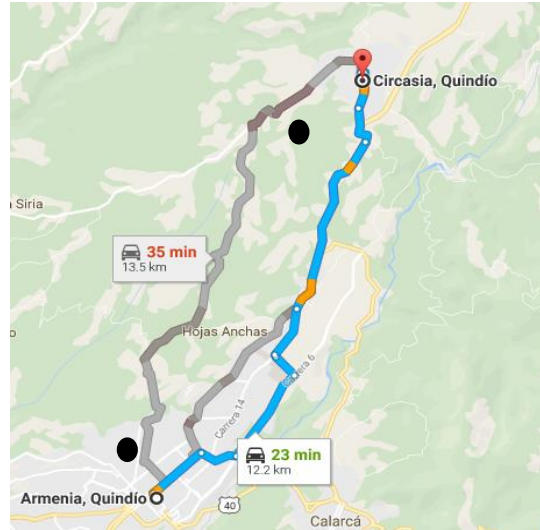 Circasia, Quindío
a Siria
35 min
13.5 km
o
Hojas Anchas
Carrera 6
Carrera 14
23 min
12.2 km
Armenia, Quindío
40
Calarcá